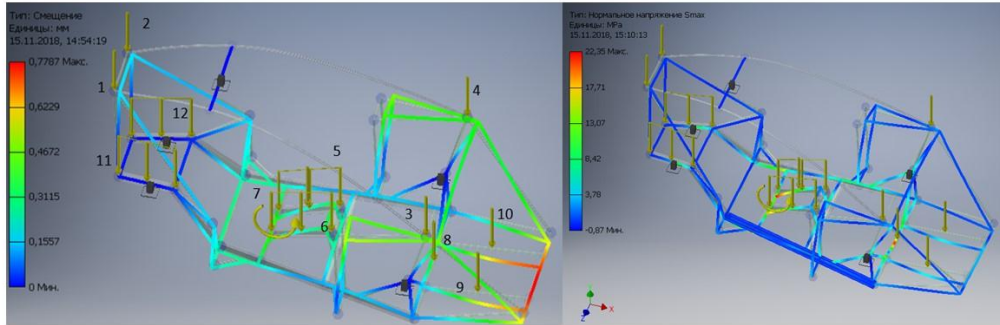 Тип: Смещение
Единицы: мм
15.11.2018, 14:54:19
0,7787 Макс.
0,6229
0,4672
0,3115
0,1557
0 Мин.
2
1
12
11
4
5
7
6
3
8
10
9
Тип: Нормальное напряжение Smax
Единицы: MPa
15.11.2018, 15:10:13
22,35 Макс.
17,71
13,07
8,42
3,78
-0,87 Мин.
Z
X